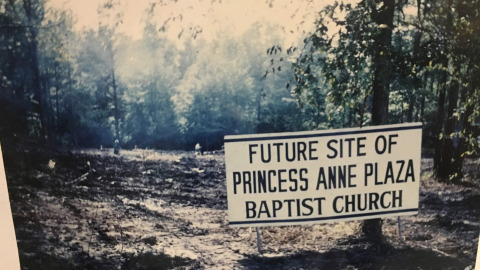 FUTURE SITE OF
PRINCESS ANNE PLAZA
BAPTIST CHURCH